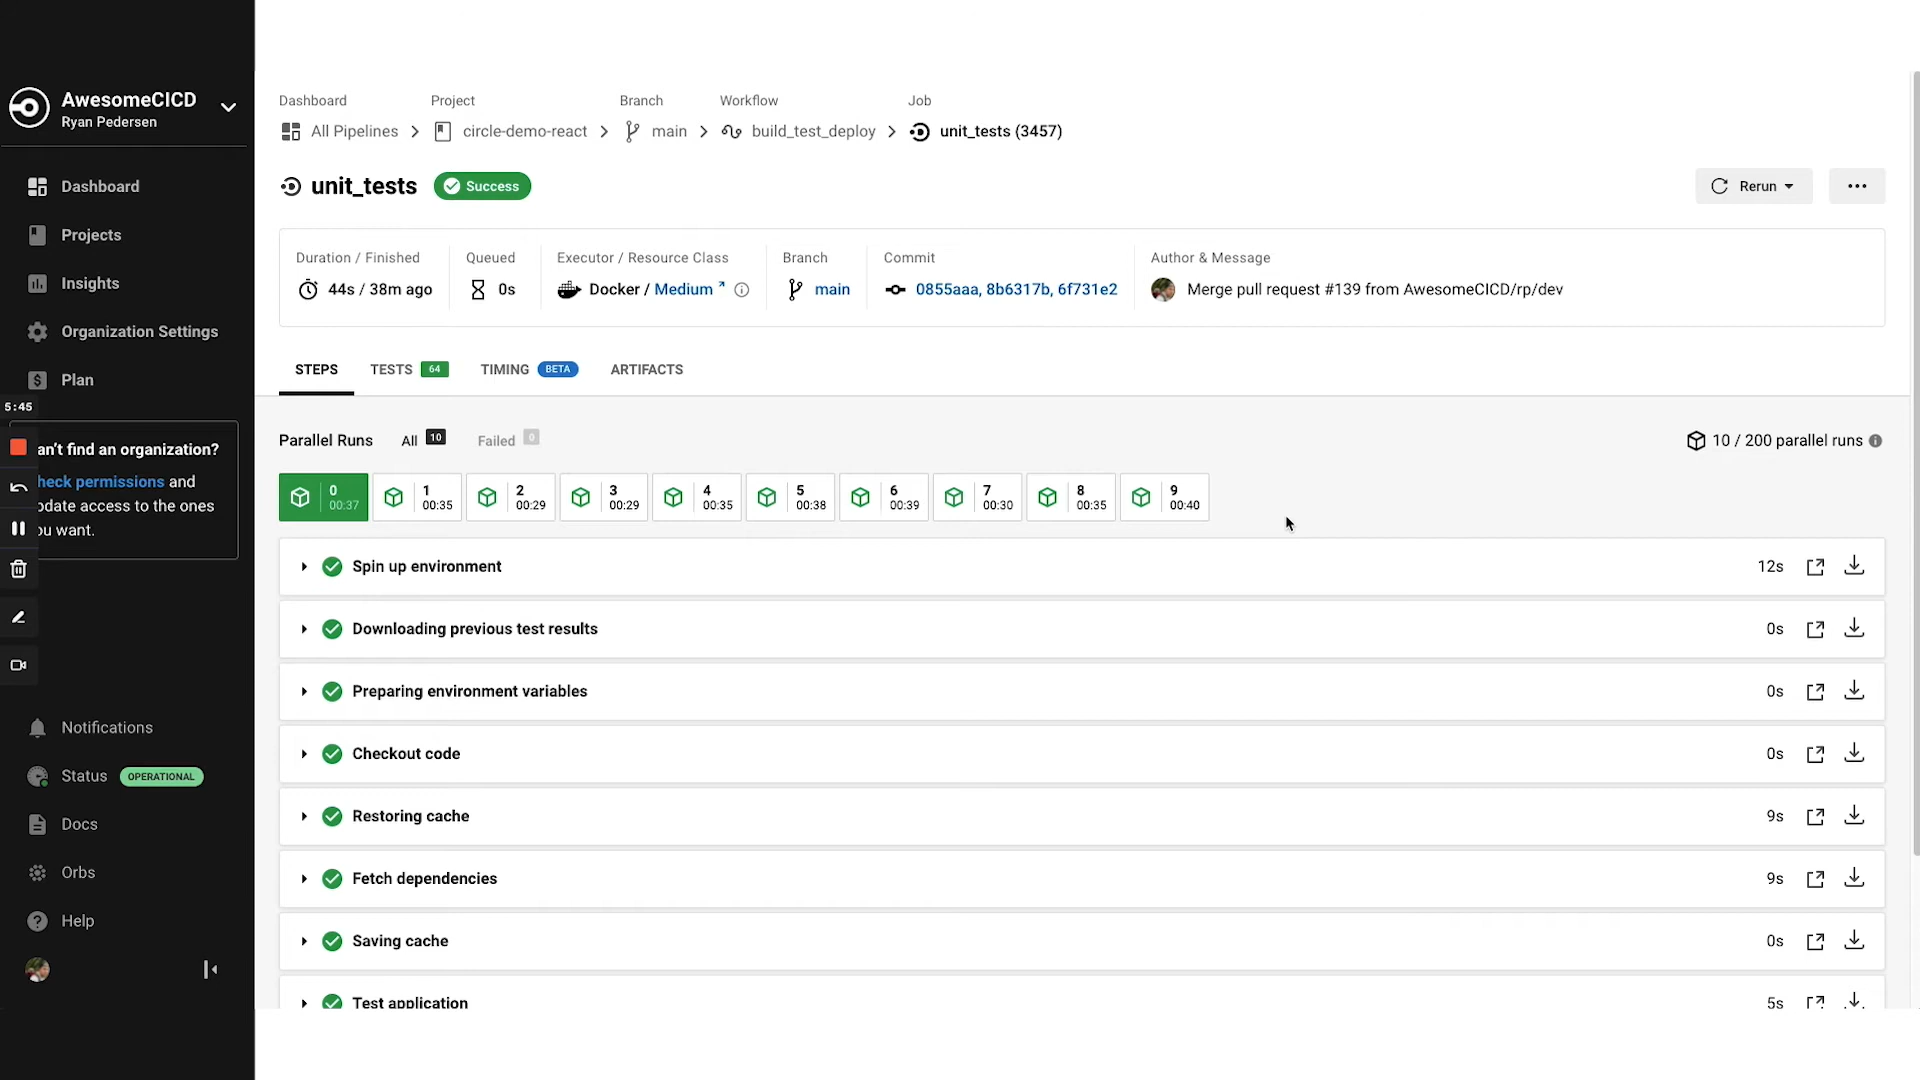 AwesomeCICD
Ryan Pedersen
Dashboard
Projects
Insights
Organization Settings
Plan
5:45
an't find an organization?
heck permissions and
pdate access to the ones
ou want.
Notifications
Status OPERATIONAL
Docs
Orbs
Help
Dashboard Project Branch Workflow Job
All Pipelines circle-demo-react main build_test_deploy unit_tests (3457)
unit_tests Success Rerun
Duration / Finished Queued Executor / Resource Class Branch Commit Author & Message
44s / 38m ago 0s Docker / Medium main 0855aaa, 8b6317b, 6f731e2 Merge pull request #139 from AwesomeCICD/rp/dev
STEPS TESTS 64 TIMING BETA ARTIFACTS
Parallel Runs All 10 Failed 0 10 / 200 parallel runs
0 1 2 3 4 5 6 7 8 9
00:37 00:35 00:29 00:29 00:35 00:38 00:39 00:30 00:35 00:40
Spin up environment 12s
Downloading previous test results 0s
Preparing environment variables 0s
Checkout code 0s
Restoring cache 9s
Fetch dependencies 9s
Saving cache 0s
Test application 5s